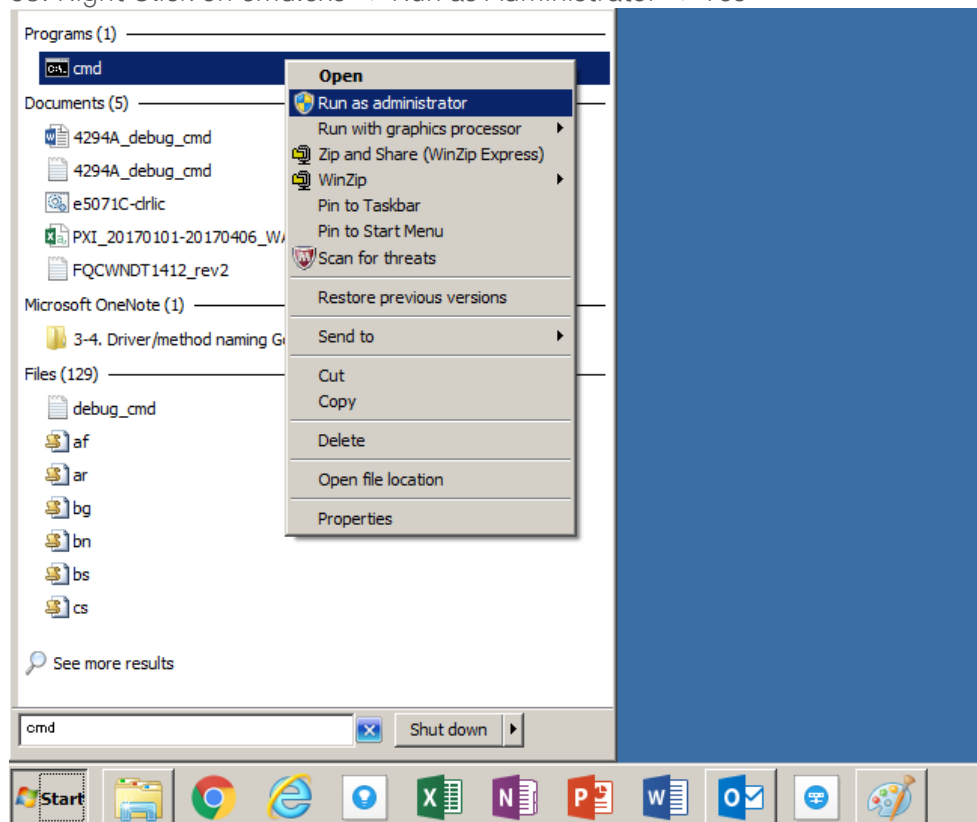 Programs (1)
cmd
Documents (5)
4294A_debug_cmd
4294A_debug_cmd
e5071C-clrlic
PXI_20170101-20170406_W
FQCWNDT1412_rev2
Microsoft OneNote (1)
3-4. Driver/method naming G
Files (129)
debug_cmd
af
ar
bg
bn
bs
cs
See more results
cmd
Shut down
Open
Run as administrator
Run with graphics processor
Zip and Share (WinZip Express)
WinZip
Pin to Taskbar
Pin to Start Menu
Scan for threats
Restore previous versions
Send to
Cut
Copy
Delete
Open file location
Properties
Start